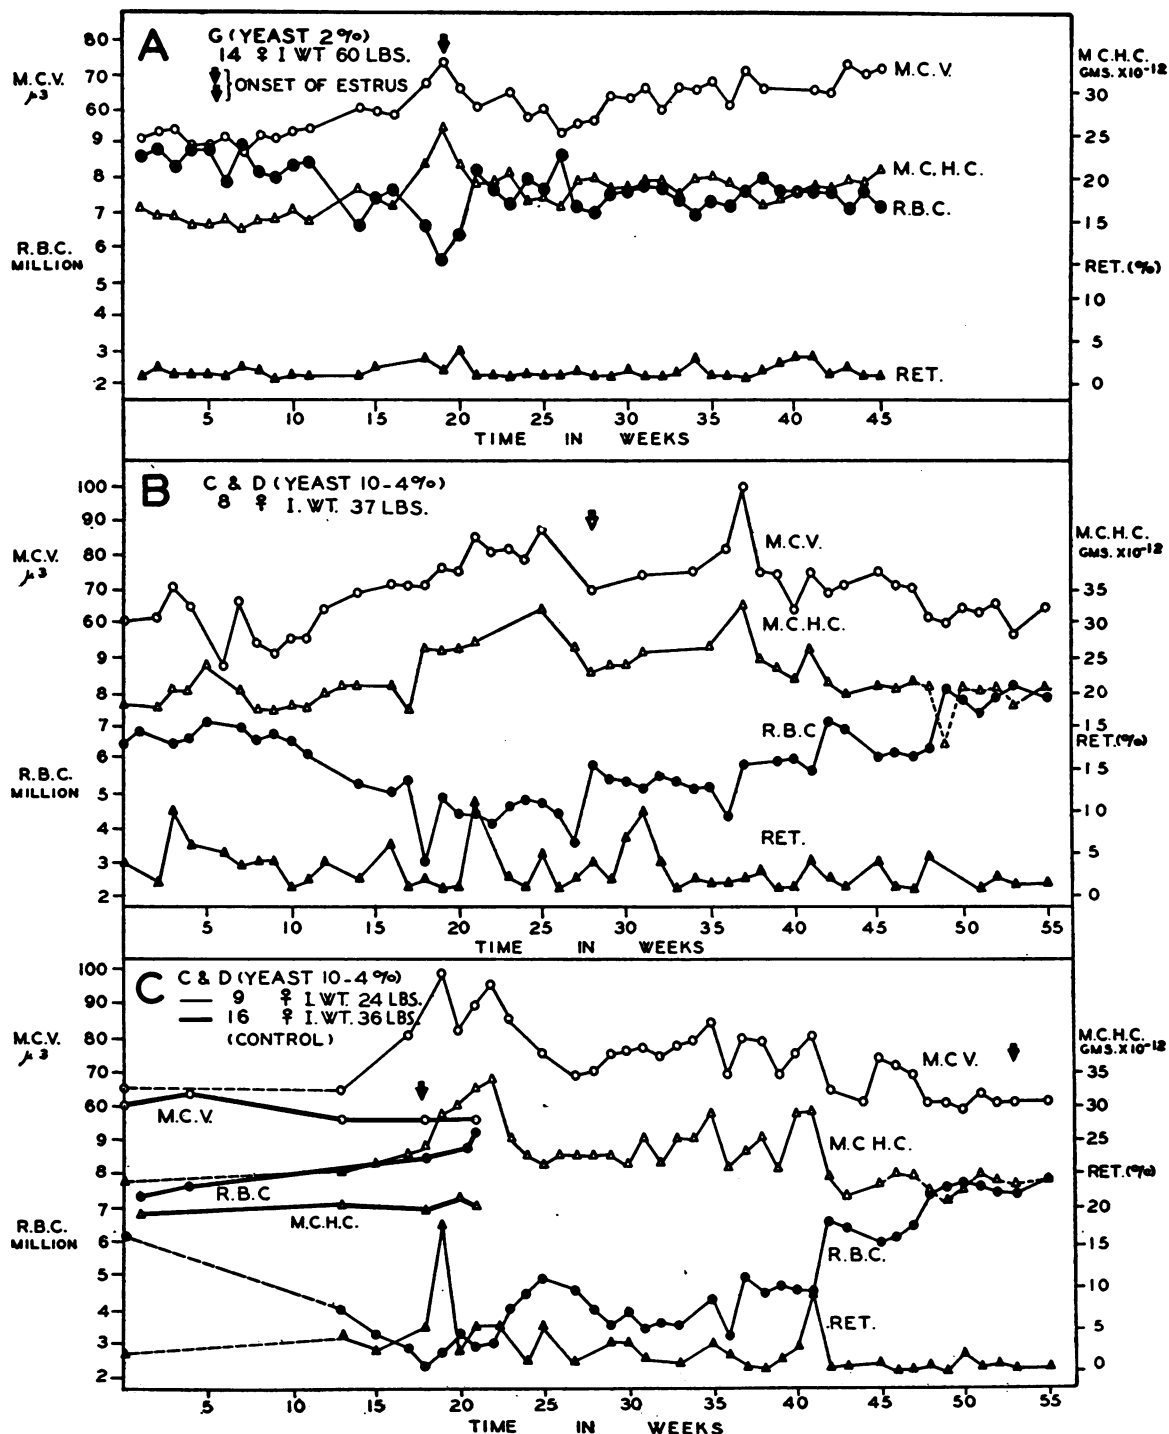 A
G (YEAST 2%)
14 ♀ I WT 60 LBS.
ONSET OF ESTRUS
M.C.V.
μ3
80
70
60
9
8
7
R.B.C.
MILLION
6
5
4
3
2
M.C.H.C.
GMS.X10-12
30
25
20
15
RET.(%)
10
5
0
M.C.V.
M.C.H.C.
R.B.C.
RET.
5 10 15 20 25 30 35 40 45
TIME IN WEEKS
B
C & D (YEAST 10-4%)
8 ♀ I.WT. 37 LBS.
100
90
M.C.V.
μ3
80
70
60
9
8
7
6
R.B.C.
MILLION
5
4
3
2
M.C.H.C.
GMS.X10-12
35
30
25
20
15
RET.(%)
15
10
5
0
M.C.V.
M.C.H.C.
R.B.C
RET.
5 10 15 20 25 30 35 40 45 50 55
TIME IN WEEKS
C
C & D (YEAST 10-4%)
9 ♀ I.WT. 24 LBS.
16 ♀ I.WT. 36 LBS.
(CONTROL)
100
90
M.C.V.
μ3
80
70
60
9
8
7
R.B.C.
MILLION
6
5
4
3
2
M.C.H.C.
GMS.X10-12
35
30
25
RET.(%)
20
15
10
5
0
M.C.V.
M.C.V.
R.B.C
M.C.H.C.
M.C.H.C.
R.B.C.
RET.
5 10 15 20 25 30 35 40 45 50 55
TIME IN WEEKS